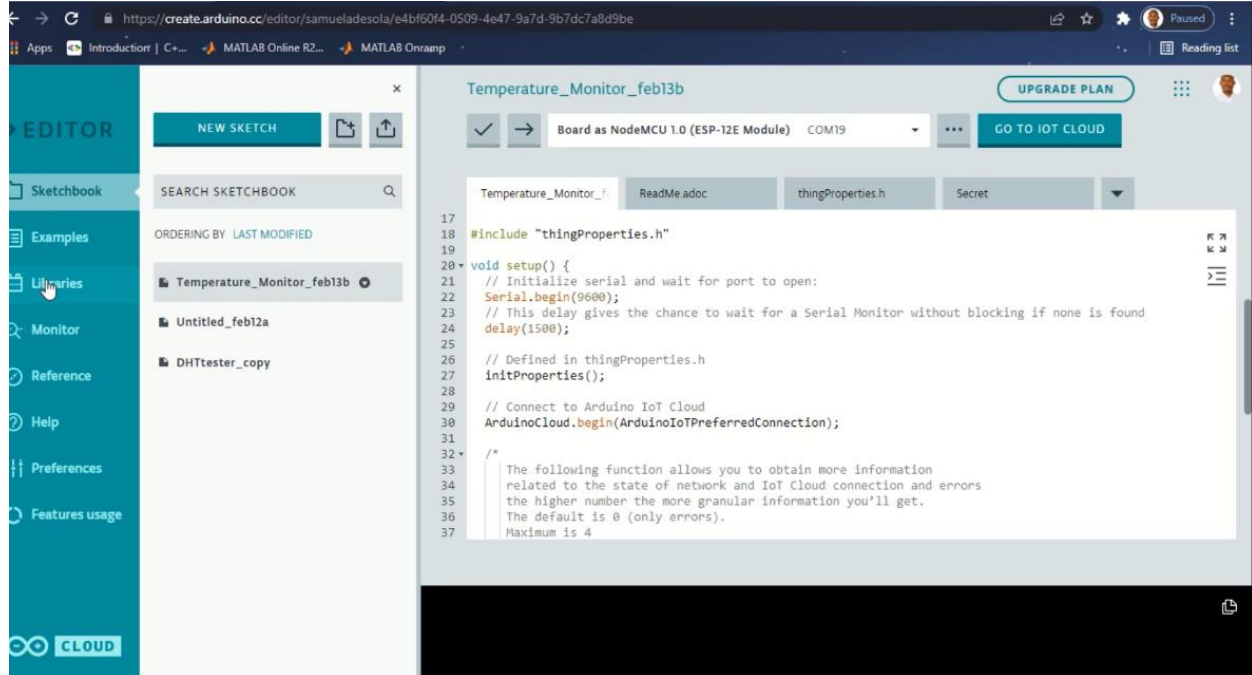 https://create.arduino.cc/editor/samueladesola/e4bf60f4-0509-4e47-9a7d-9b7dc7a8d9be
Paused
Apps
Introductiorr | C+...
MATLAB Online R2...
MATLAB Onramp
Reading list
EDITOR
Sketchbook
Examples
Libraries
Monitor
Reference
Help
Preferences
Features usage
CLOUD
NEW SKETCH
SEARCH SKETCHBOOK
ORDERING BY LAST MODIFIED
Temperature_Monitor_feb13b
Untitled_feb12a
DHTtester_copy
Temperature_Monitor_feb13b
UPGRADE PLAN
Board as NodeMCU 1.0 (ESP-12E Module) COM19
GO TO IOT CLOUD
Temperature_Monitor_f
ReadMe.adoc
thingProperties.h
Secret
17
18 #include "thingProperties.h"
19
20 void setup() {
21 // Initialize serial and wait for port to open:
22 Serial.begin(9600);
23 // This delay gives the chance to wait for a Serial Monitor without blocking if none is found
24 delay(1500);
25
26 // Defined in thingProperties.h
27 initProperties();
28
29 // Connect to Arduino IoT Cloud
30 ArduinoCloud.begin(ArduinoIoTPreferredConnection);
31
32 /*
33 The following function allows you to obtain more information
34 related to the state of network and IoT Cloud connection and errors
35 the higher number the more granular information you'll get.
36 The default is 0 (only errors).
37 Maximum is 4